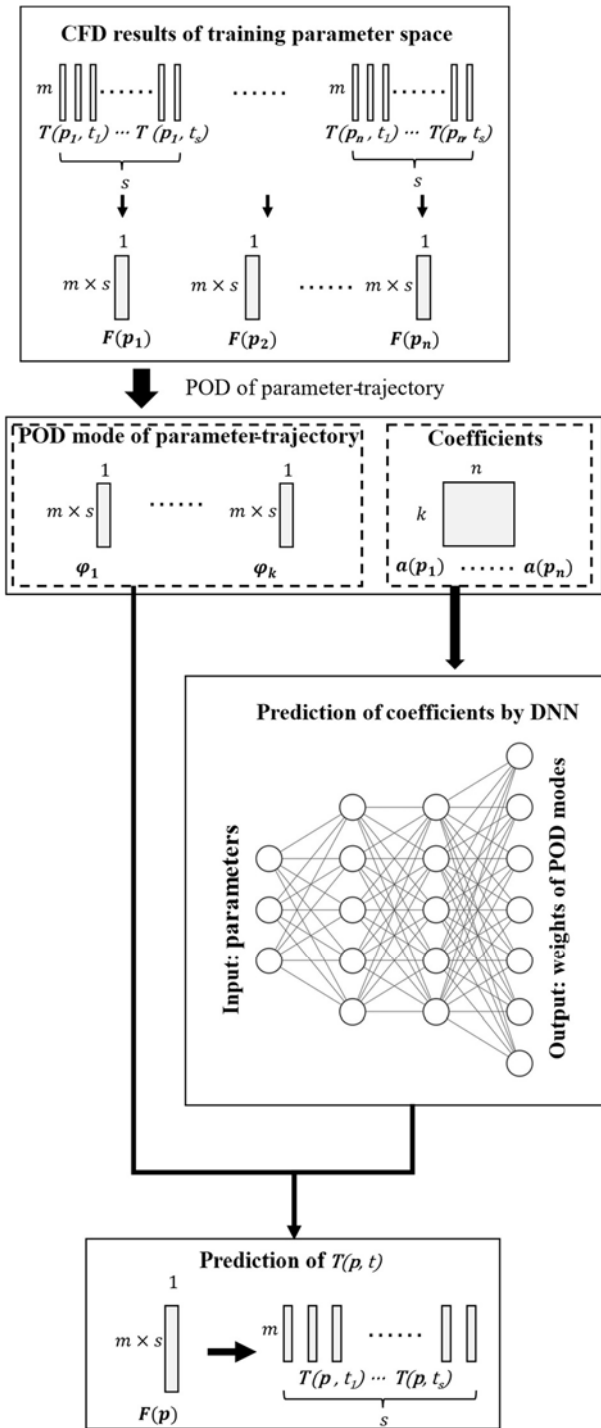 CFD results of training parameter space
m ...... ...... m ......
T(p₁, t₁) ··· T (p₁, tₛ) T(pₙ, t₁) ··· T(pₙ, tₛ)
s s
1 1 1
m × s m × s ...... m × s
F(p₁) F(p₂) F(pₙ)
POD of parameter-trajectory
POD mode of parameter-trajectory Coefficients
1 1 n
m × s ...... m × s k
φ₁ φₖ a(p₁) ...... a(pₙ)
Prediction of coefficients by DNN
Input: parameters
Output: weights of POD modes
Prediction of T(p, t)
1
m × s m ......
T(p, t₁) ··· T(p, tₛ)
F(p) s